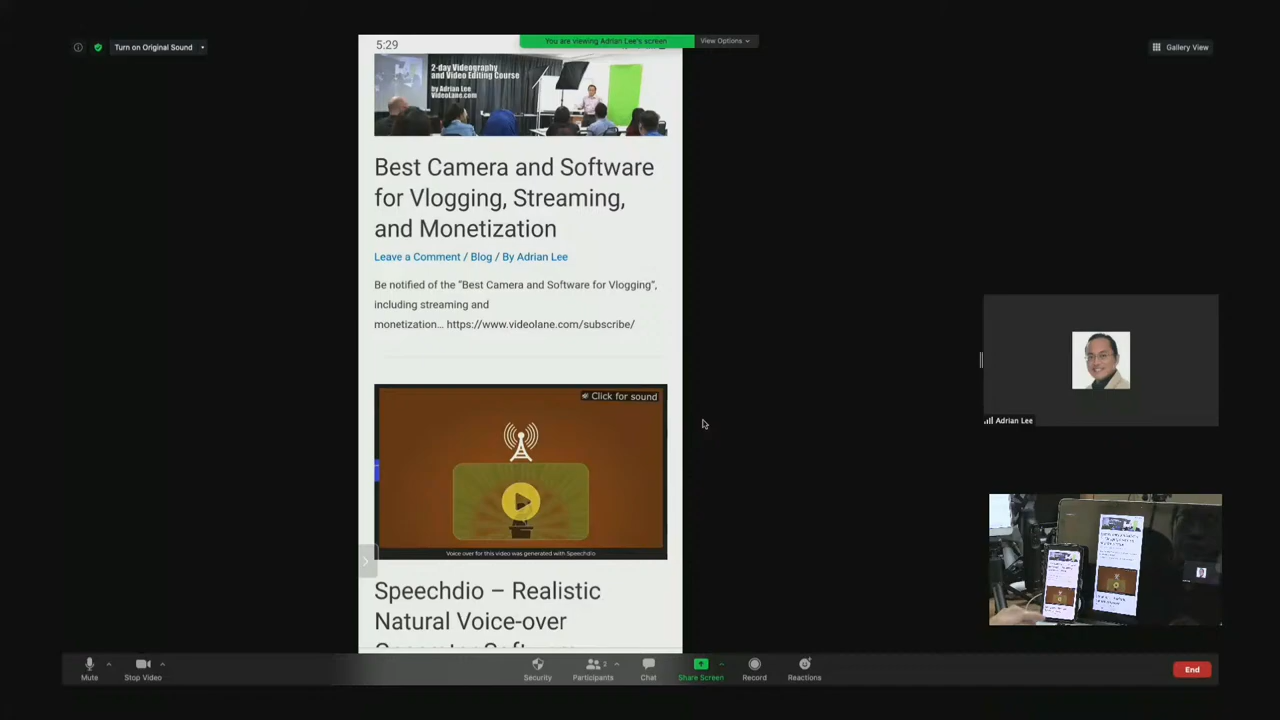 Turn on Original Sound
5:29
You are viewing Adrian Lee's screen
View Options
Gallery View
2-day Videography
and Video Editing Course
by Adrian Lee
VideoLane.com
Best Camera and Software
for Vlogging, Streaming,
and Monetization
Leave a Comment / Blog / By Adrian Lee
Be notified of the “Best Camera and Software for Vlogging”,
including streaming and
monetization… https://www.videolane.com/subscribe/
Click for sound
Voice over for this video was generated with Speechdio
Speechdio – Realistic
Natural Voice-over
Generator Software
Adrian Lee
Mute
Stop Video
Security
Participants
2
Chat
Share Screen
Record
Reactions
End